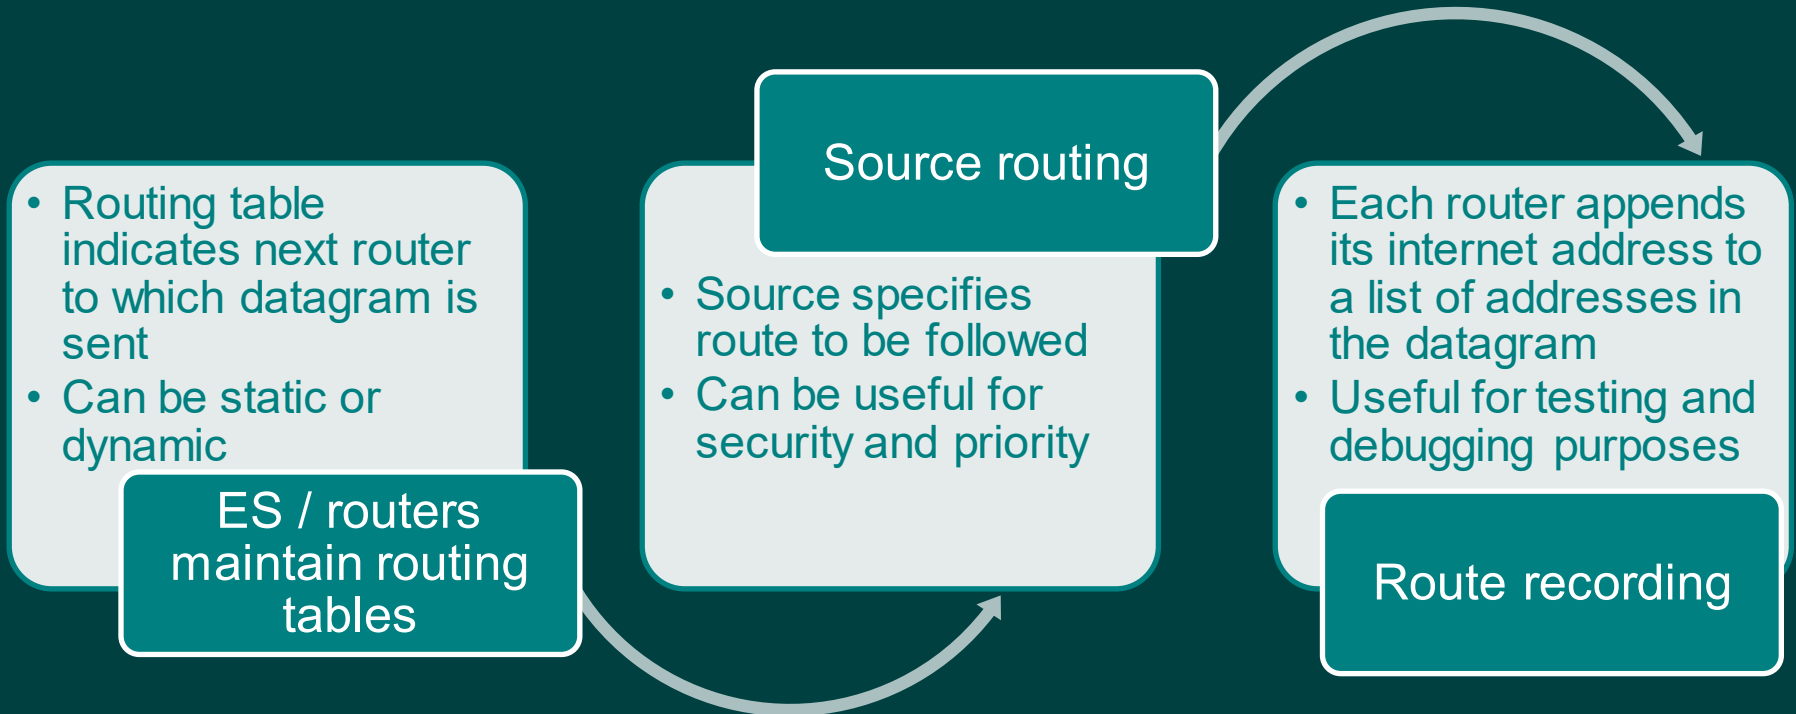 • Routing table
indicates next router
to which datagram is
sent
• Can be static or
dynamic
ES / routers
maintain routing
tables
Source routing
• Source specifies
route to be followed
• Can be useful for
security and priority
• Each router appends
its internet address to
a list of addresses in
the datagram
• Useful for testing and
debugging purposes
Route recording